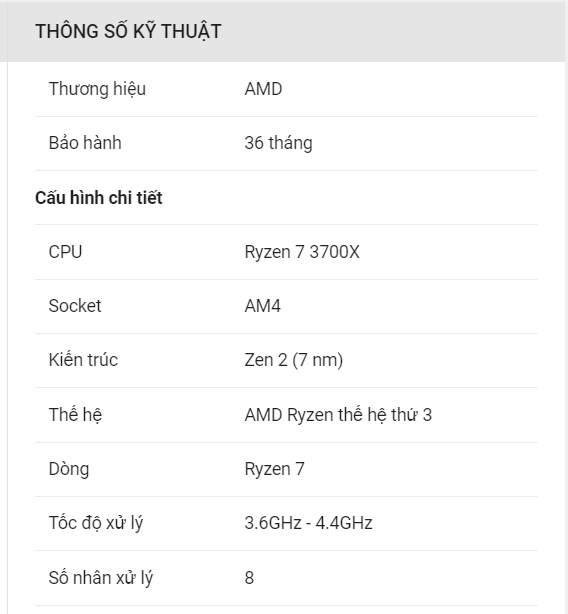 THÔNG SỐ KỸ THUẬT
Thương hiệu AMD
Bảo hành 36 tháng
Cấu hình chi tiết
CPU Ryzen 7 3700X
Socket AM4
Kiến trúc Zen 2 (7 nm)
Thế hệ AMD Ryzen thế hệ thứ 3
Dòng Ryzen 7
Tốc độ xử lý 3.6GHz - 4.4GHz
Số nhân xử lý 8